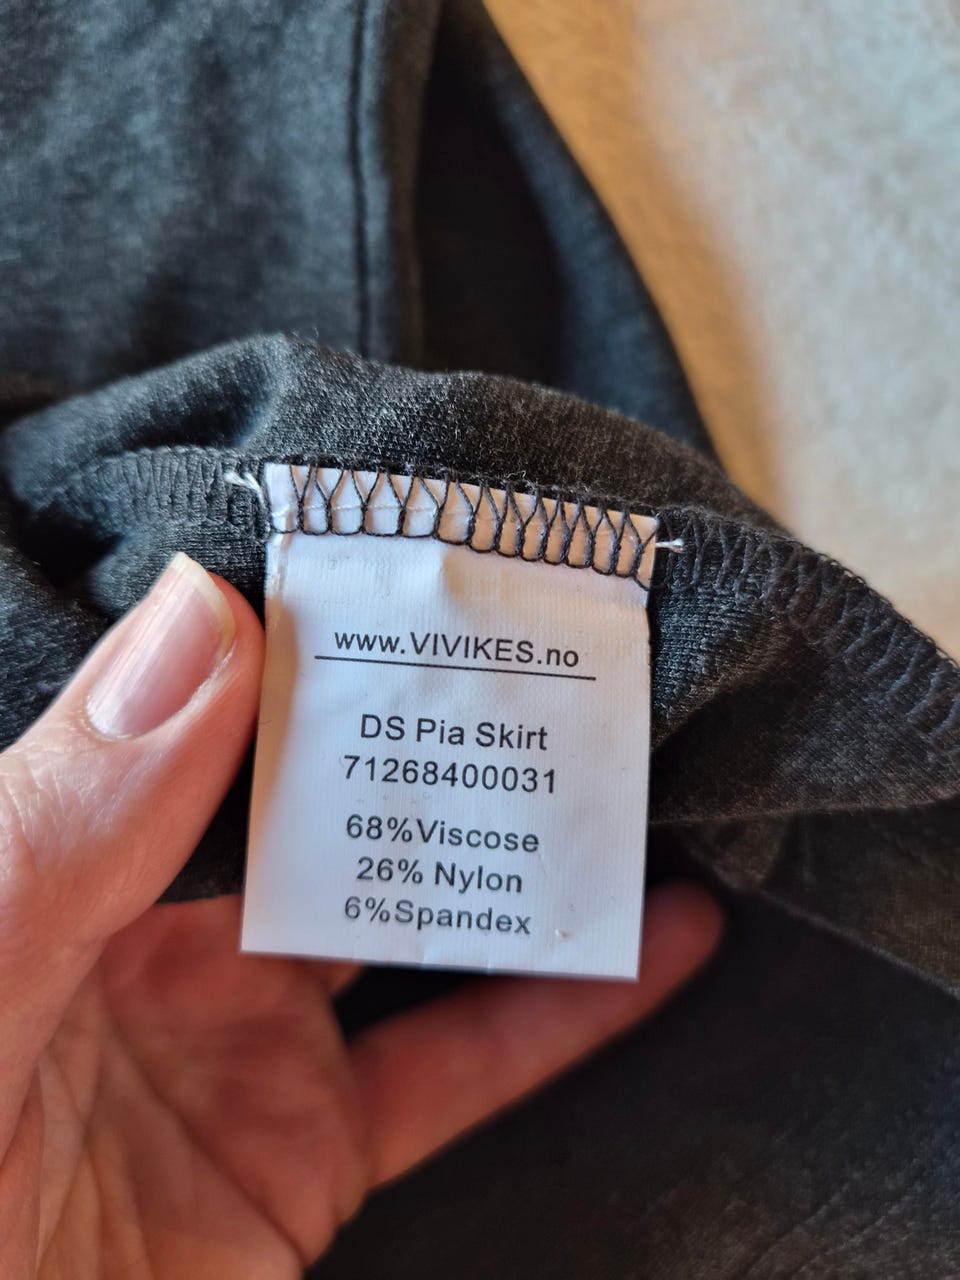 www.VIVIKES.no
DS Pia Skirt
71268400031
68%Viscose
26% Nylon
6%Spandex